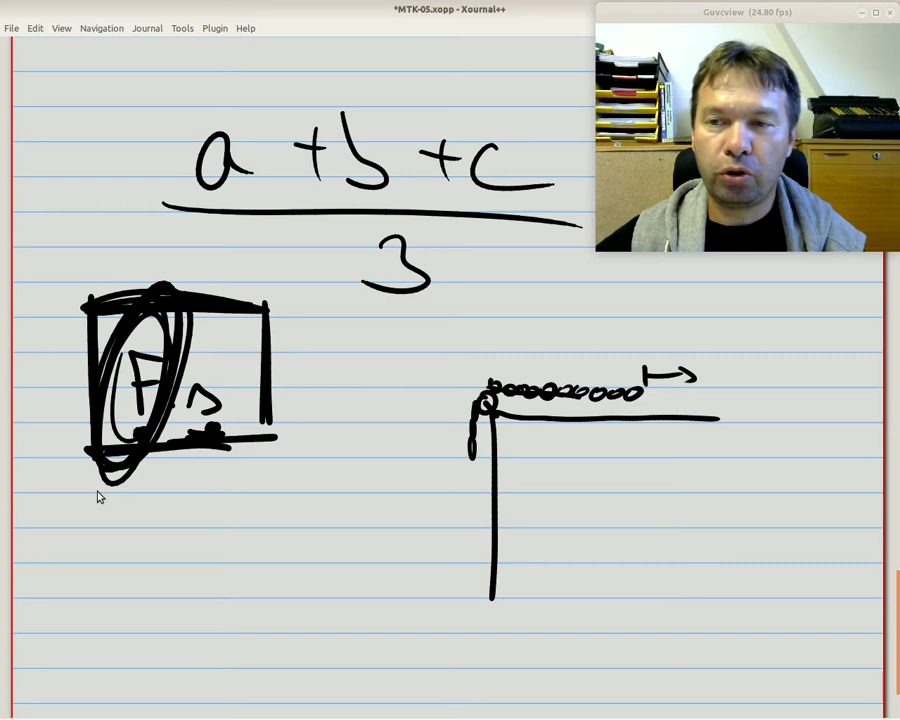 *MTK-05.xopp - Xournal++
Guvcview (24.80 fps)
File Edit View Navigation Journal Tools Plugin Help
a + b + c
3
F. s